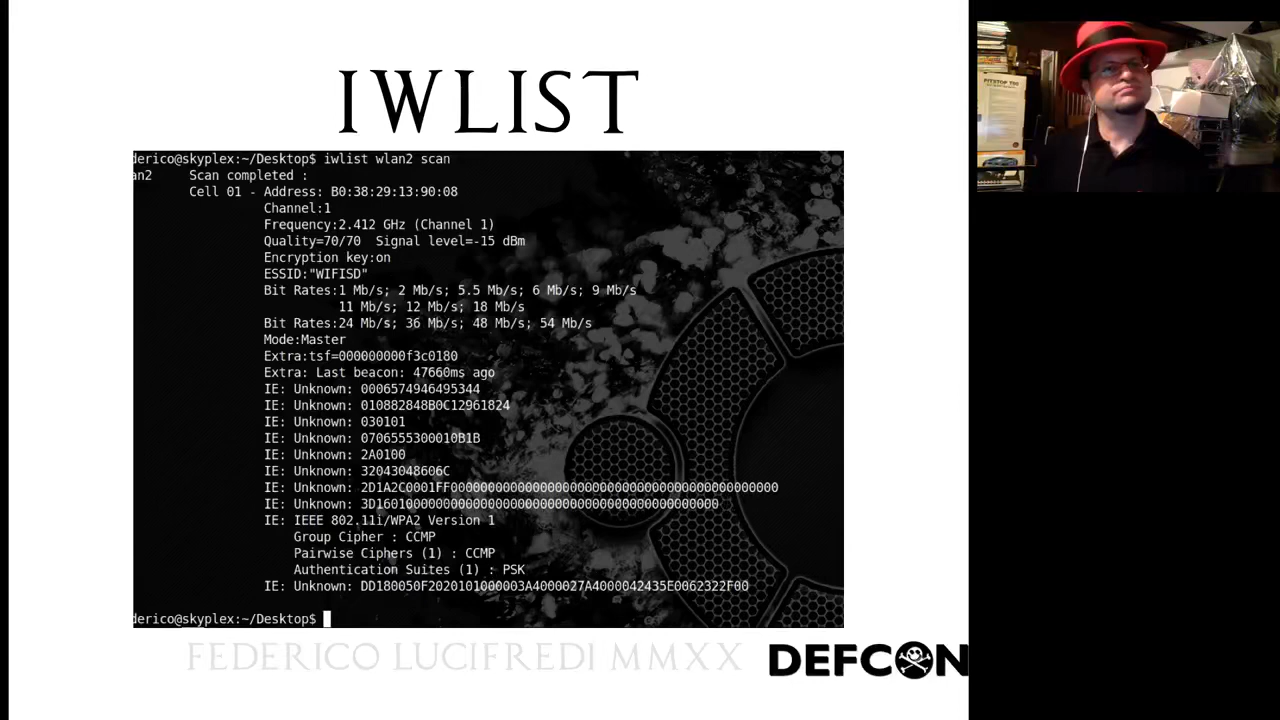 IWLIST
derico@skyplex:~/Desktop$ iwlist wlan2 scan
an2     Scan completed :
Cell 01 - Address: B0:38:29:13:90:08
Channel:1
Frequency:2.412 GHz (Channel 1)
Quality=70/70  Signal level=-15 dBm
Encryption key:on
ESSID:"WIFISD"
Bit Rates:1 Mb/s; 2 Mb/s; 5.5 Mb/s; 6 Mb/s; 9 Mb/s
11 Mb/s; 12 Mb/s; 18 Mb/s
Bit Rates:24 Mb/s; 36 Mb/s; 48 Mb/s; 54 Mb/s
Mode:Master
Extra:tsf=000000000f3c0180
Extra: Last beacon: 47660ms ago
IE: Unknown: 0006574946495344
IE: Unknown: 010882848B0C12961824
IE: Unknown: 030101
IE: Unknown: 0706555300010B1B
IE: Unknown: 2A0100
IE: Unknown: 32043048606C
IE: Unknown: 2D1A2C0001FF0000000000000000000000000000000000000000000000
IE: Unknown: 3D16010000000000000000000000000000000000000000000
IE: IEEE 802.11i/WPA2 Version 1
Group Cipher : CCMP
Pairwise Ciphers (1) : CCMP
Authentication Suites (1) : PSK
IE: Unknown: DD180050F2020101000003A4000027A4000042435E0062322F00
derico@skyplex:~/Desktop$
FEDERICO LUCIFREDI MMXX
DEFCON
PITSTOP T90